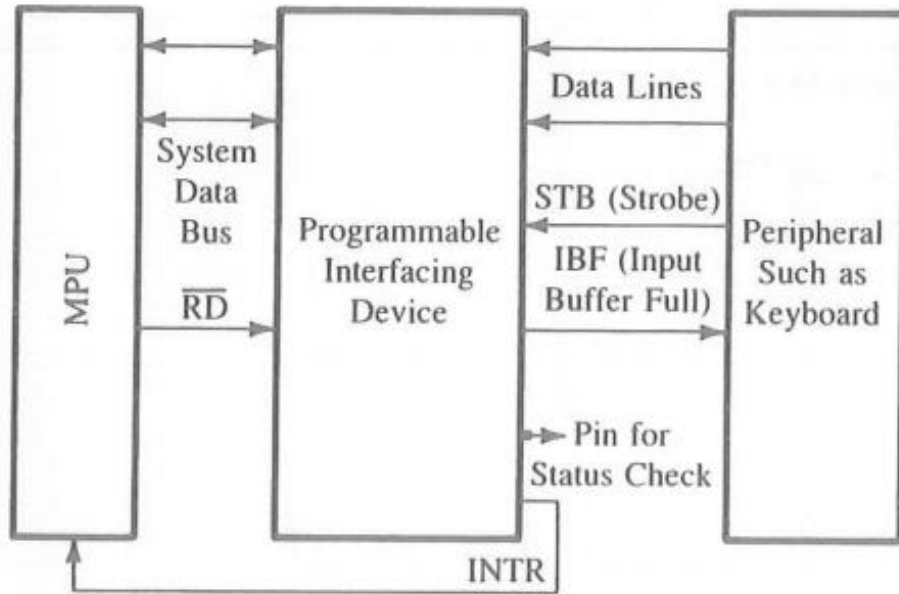 MPU
System
Data
Bus
RD
Programmable
Interfacing
Device
Data Lines
STB (Strobe)
IBF (Input
Buffer Full)
Peripheral
Such as
Keyboard
Pin for
Status Check
INTR